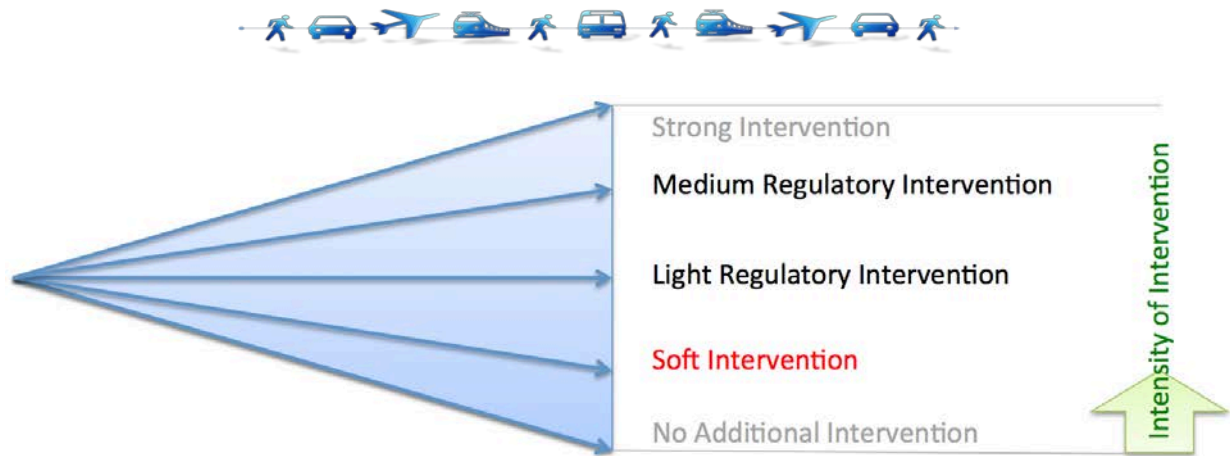 Strong Intervention
Medium Regulatory Intervention
Light Regulatory Intervention
Soft Intervention
No Additional Intervention
Intensity of Intervention